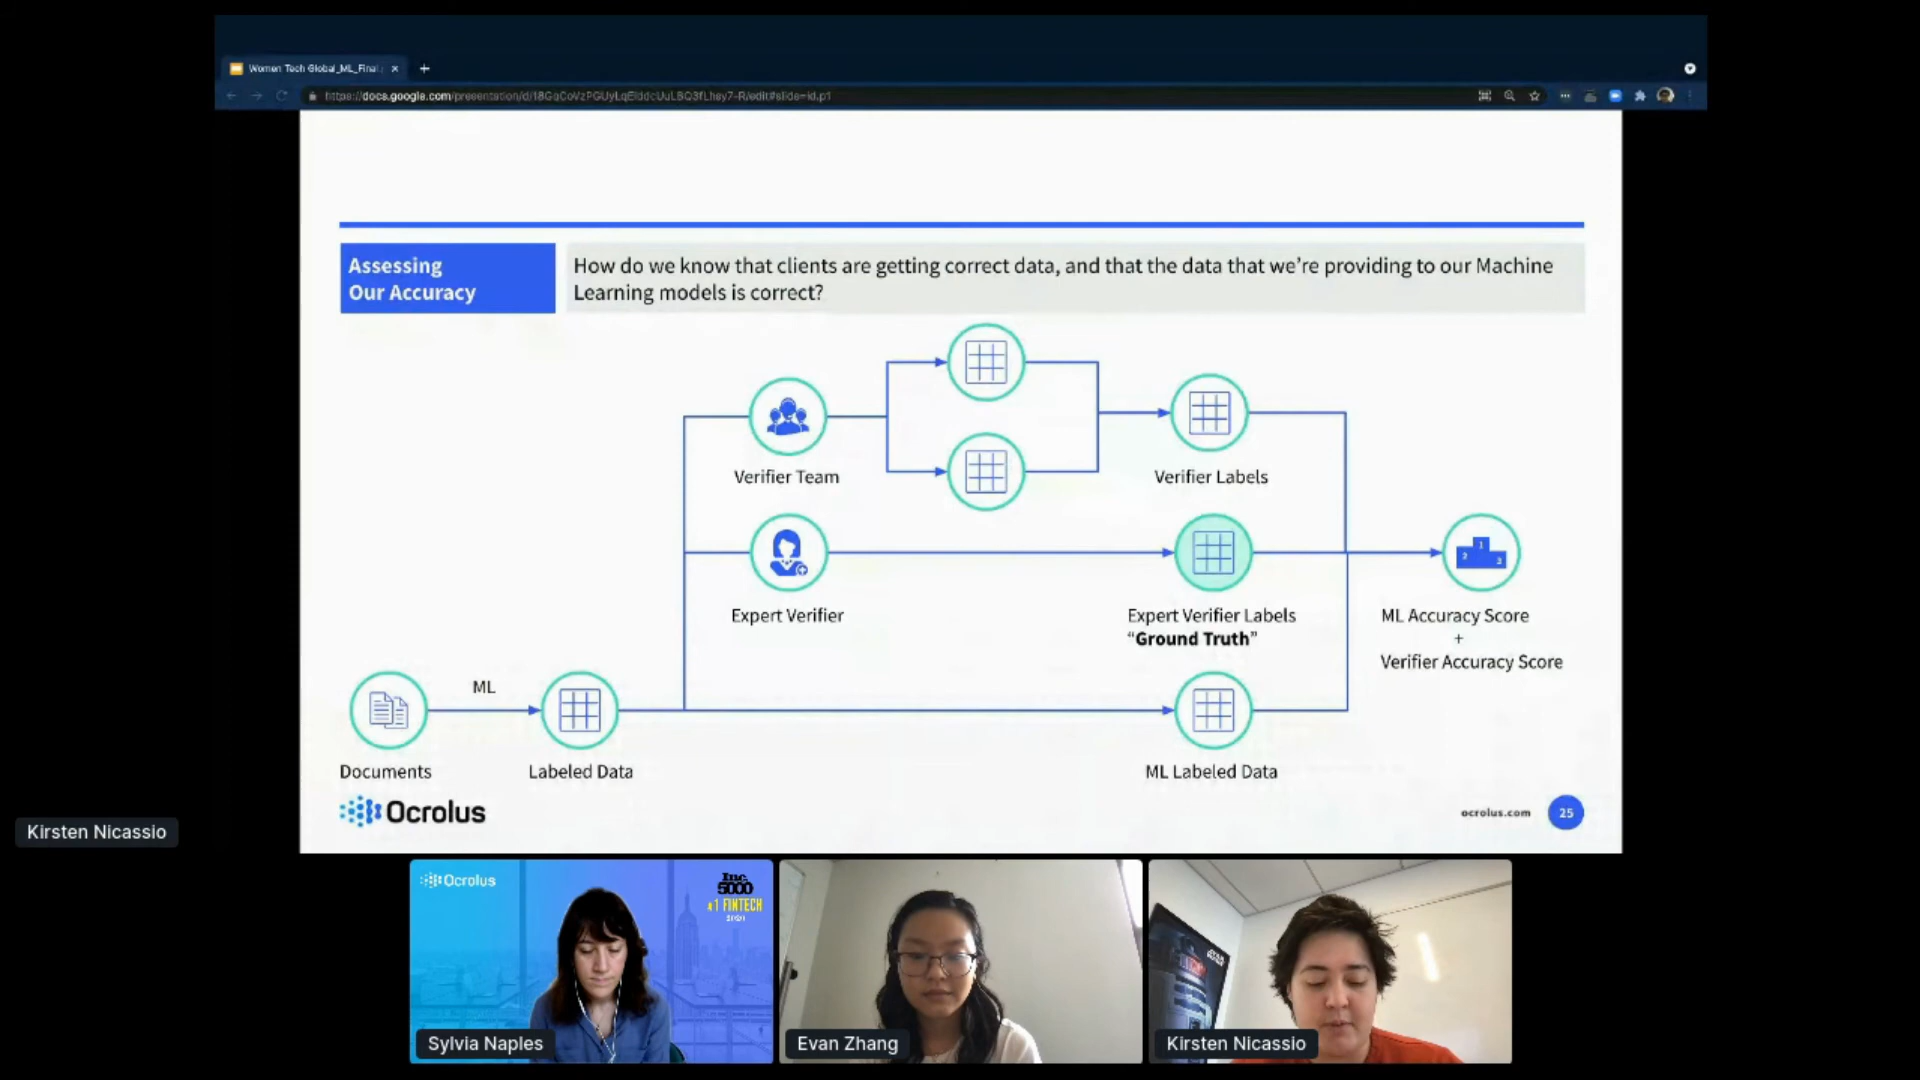 Women Tech Global_ML_Final
Assessing
Our Accuracy
How do we know that clients are getting correct data, and that the data that we're providing to our Machine
Learning models is correct?
Verifier Team
Verifier Labels
Expert Verifier
Expert Verifier Labels
"Ground Truth"
1
2
3
ML Accuracy Score
+
Verifier Accuracy Score
ML
Documents
Labeled Data
ML Labeled Data
Ocrolus
ocrolus.com
25
Kirsten Nicassio
Ocrolus
Inc.
5000
#1 FINTECH
Sylvia Naples
Evan Zhang
Kirsten Nicassio